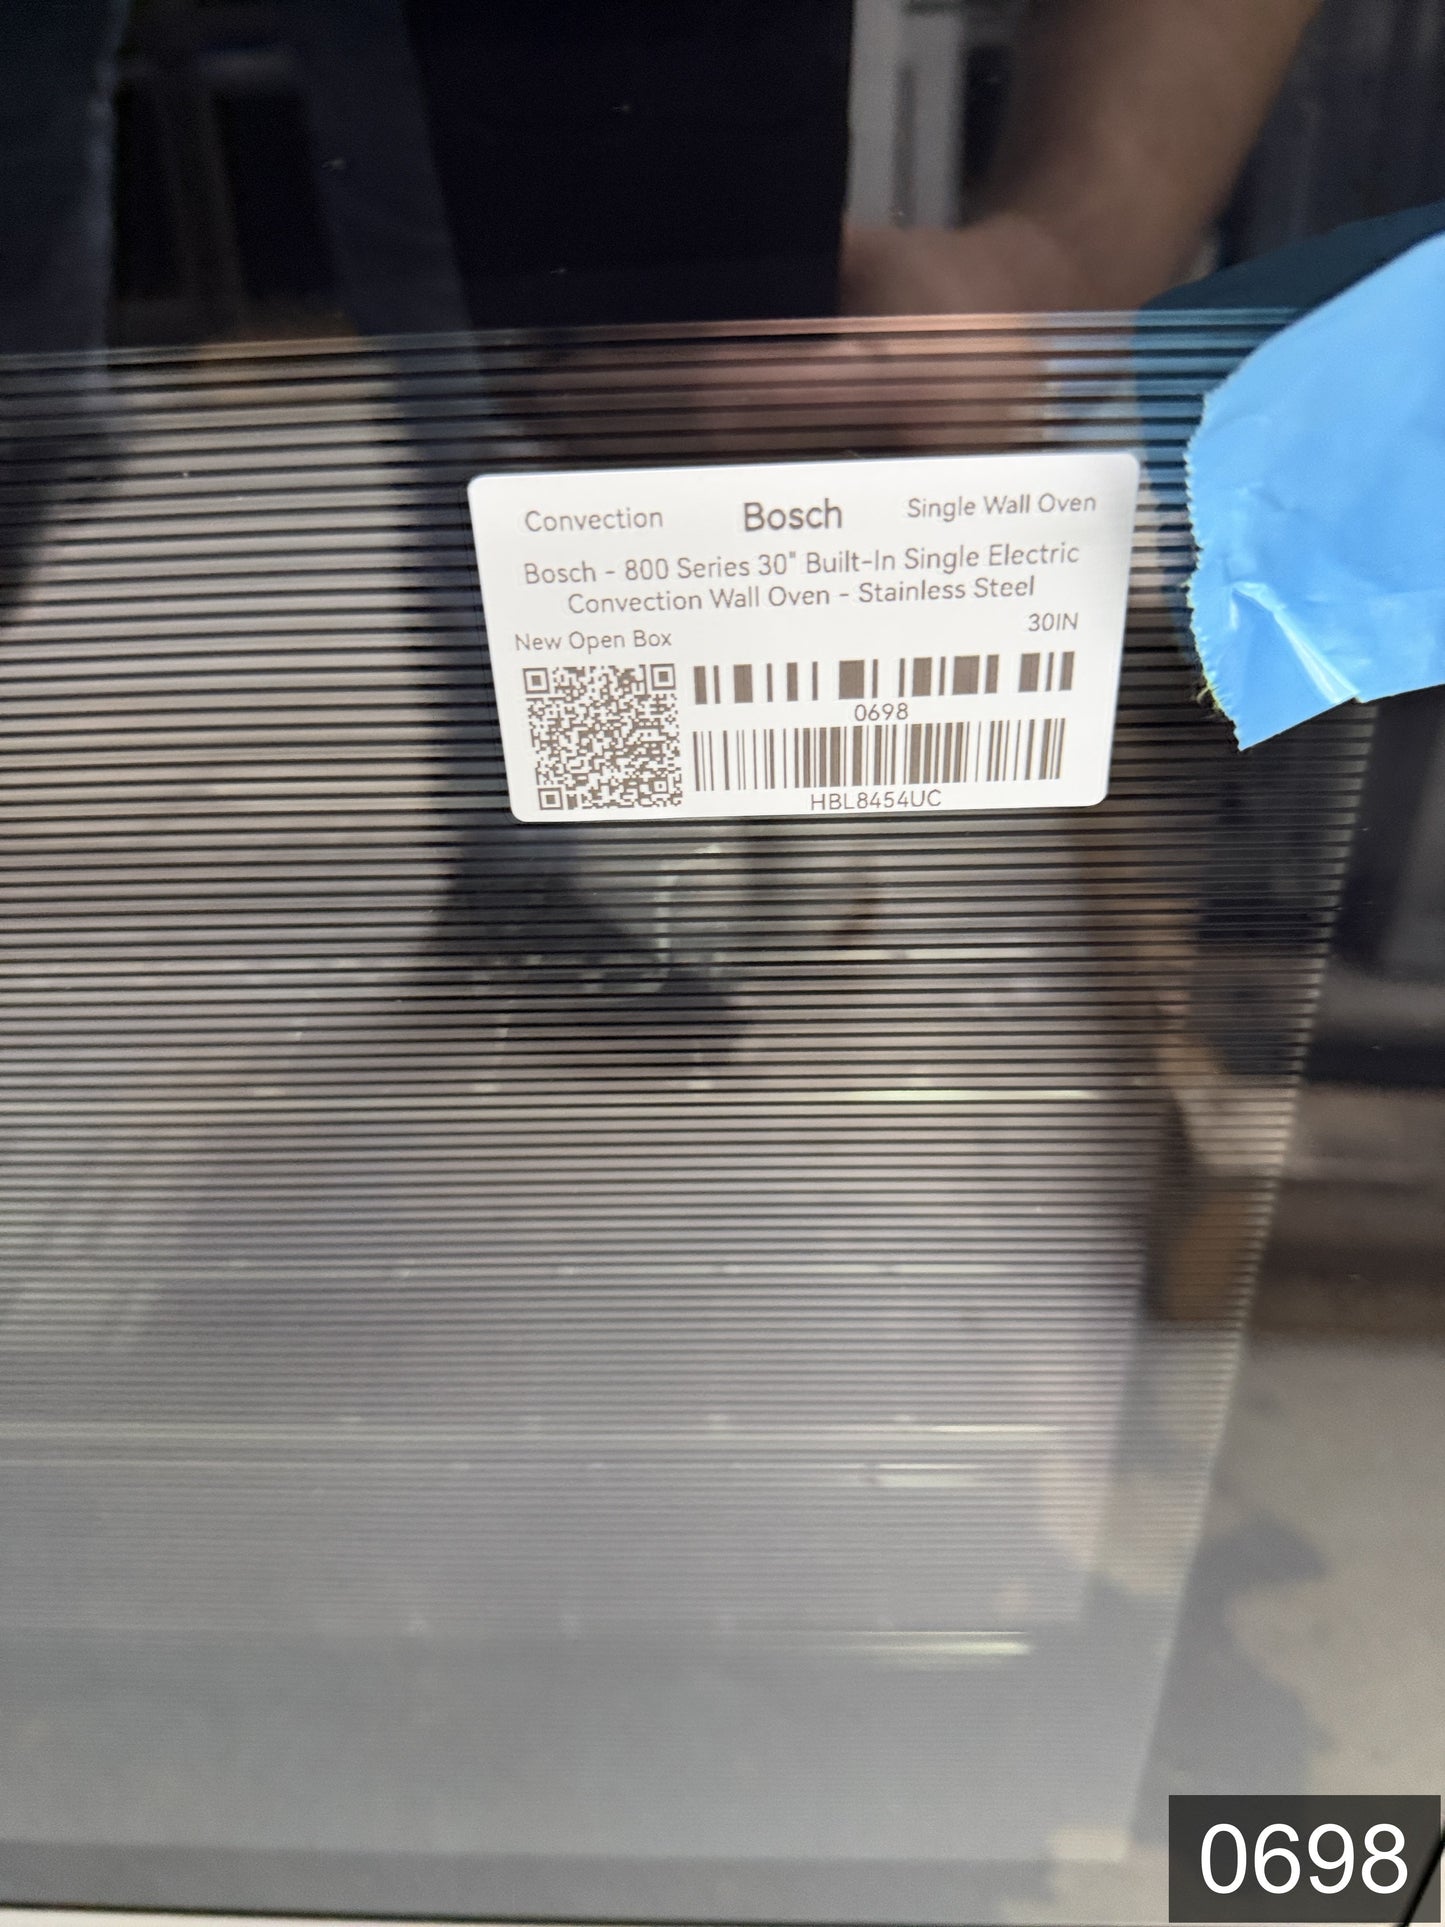 Convection Bosch Single Wall Oven
Bosch - 800 Series 30" Built-In Single Electric
Convection Wall Oven - Stainless Steel
30IN
New Open Box
0698
HBL8454UC
0698